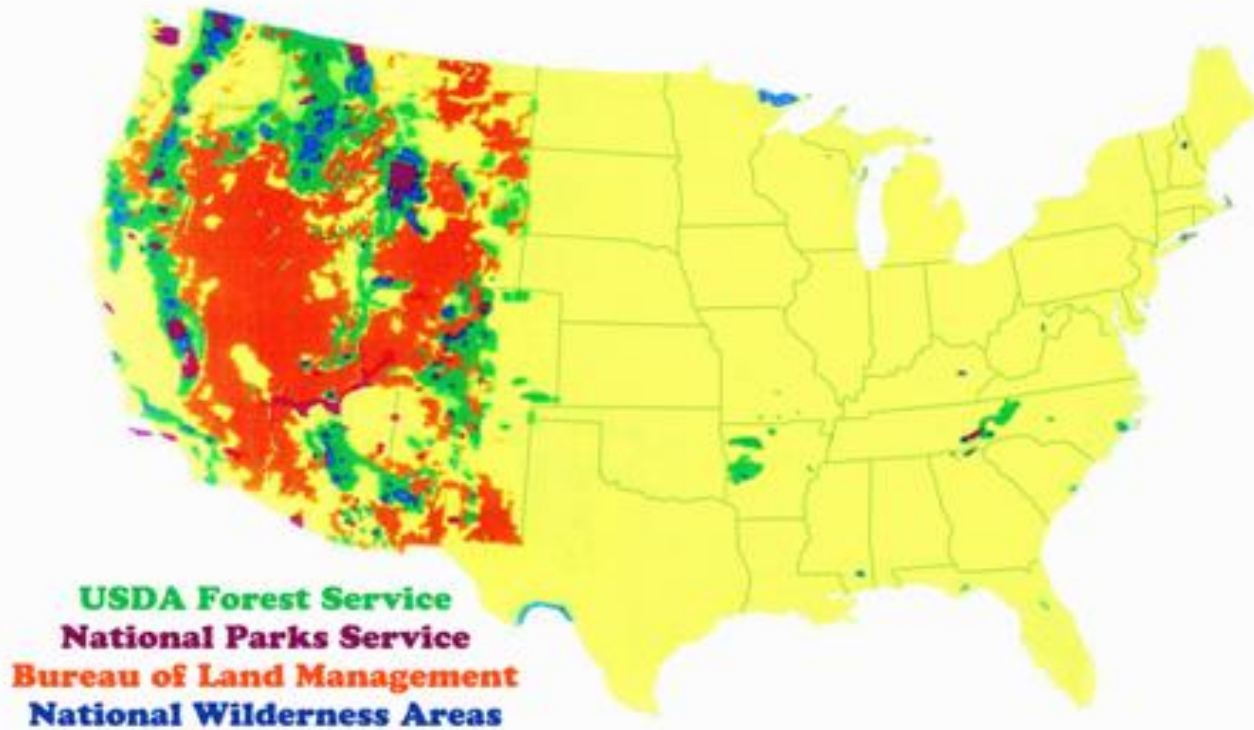 USDA Forest Service
National Parks Service
Bureau of Land Management
National Wilderness Areas